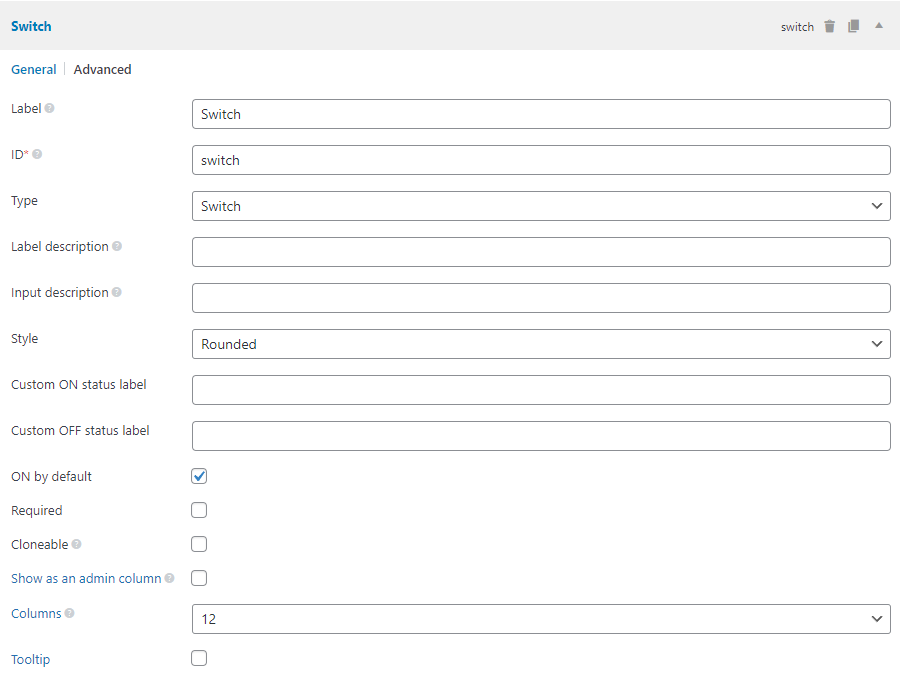 Switch
switch
General
Advanced
Label
Switch
ID*
switch
Type
Switch
Label description
Input description
Style
Rounded
Custom ON status label
Custom OFF status label
ON by default
Required
Cloneable
Show as an admin column
Columns
12
Tooltip